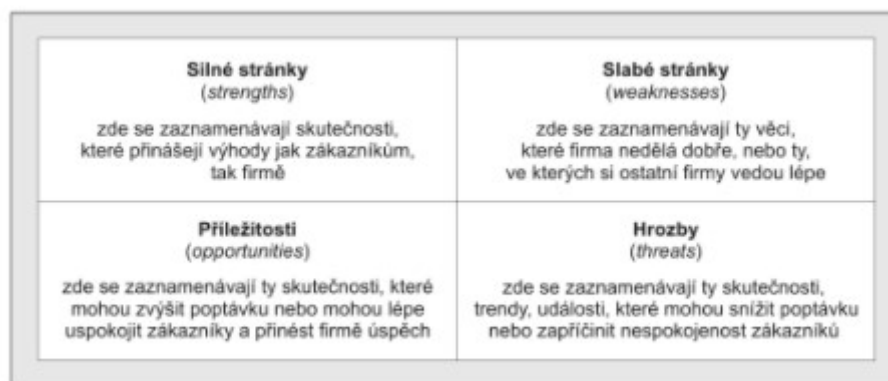 Silné stránky
(strengths)
zde se zaznamenávají skutečnosti,
které přinášejí výhody jak zákazníkům,
tak firmě
Slabé stránky
(weaknesses)
zde se zaznamenávají ty věci,
které firma nedělá dobře, nebo ty,
ve kterých si ostatní firmy vedou lépe
Příležitosti
(opportunities)
zde se zaznamenávají ty skutečnosti, které
mohou zvýšit poptávku nebo mohou lépe
uspokojit zákazníky a přinést firmě úspěch
Hrozby
(threats)
zde se zaznamenávají ty skutečnosti,
trendy, události, které mohou snížit poptávku
nebo zapříčinit nespokojenost zákazníků